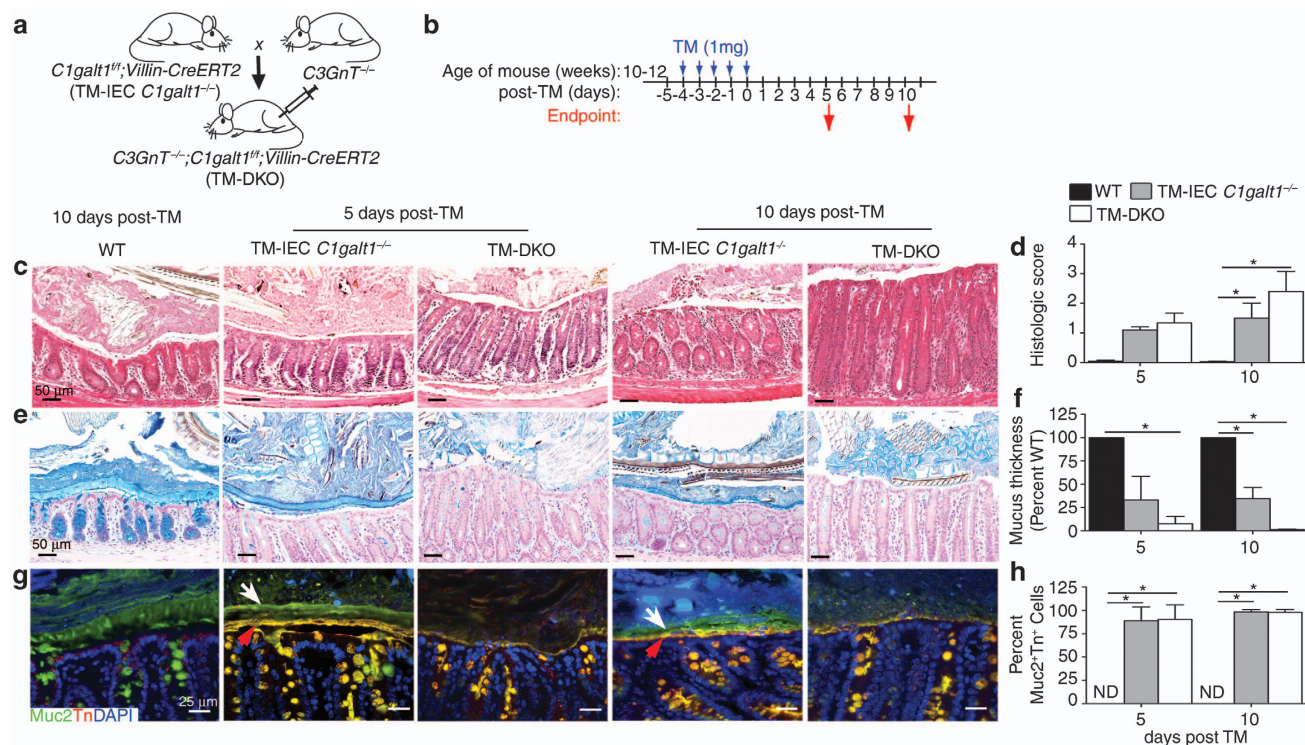 a
x
C1galt1f/f;Villin-CreERT2
(TM-IEC C1galt1–/–)
C3GnT–/–
C3GnT–/–;C1galt1f/f;Villin-CreERT2
(TM-DKO)
b
TM (1mg)
Age of mouse (weeks): 10-12
post-TM (days): -5 -4 -3 -2 -1 0 1 2 3 4 5 6 7 8 9 10
Endpoint:
10 days post-TM
5 days post-TM
10 days post-TM
WT
TM-IEC C1galt1–/–
TM-DKO
TM-IEC C1galt1-/-
TM-DKO
c
50 µm
e
50 µm
g
25 µm
Muc2TnDAPI
WT
TM-IEC C1galt1–/–
TM-DKO
d
Histologic score
4
3
2
1
0
*
*
5
10
f
Mucus thickness
(Percent WT)
125
100
75
50
25
0
*
*
*
5
10
h
Percent
Muc2+Tn+ Cells
125
100
75
50
25
0
*
*
*
*
ND
ND
5
10
days post TM